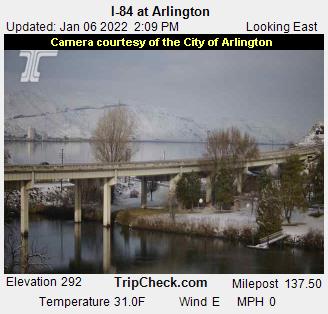 I-84 at Arlington
Updated: Jan 06 2022 2:09 PM Looking East
Camera courtesy of the City of Arlington
Elevation 292 TripCheck.com Milepost 137.50
Temperature 31.0F Wind E MPH 0